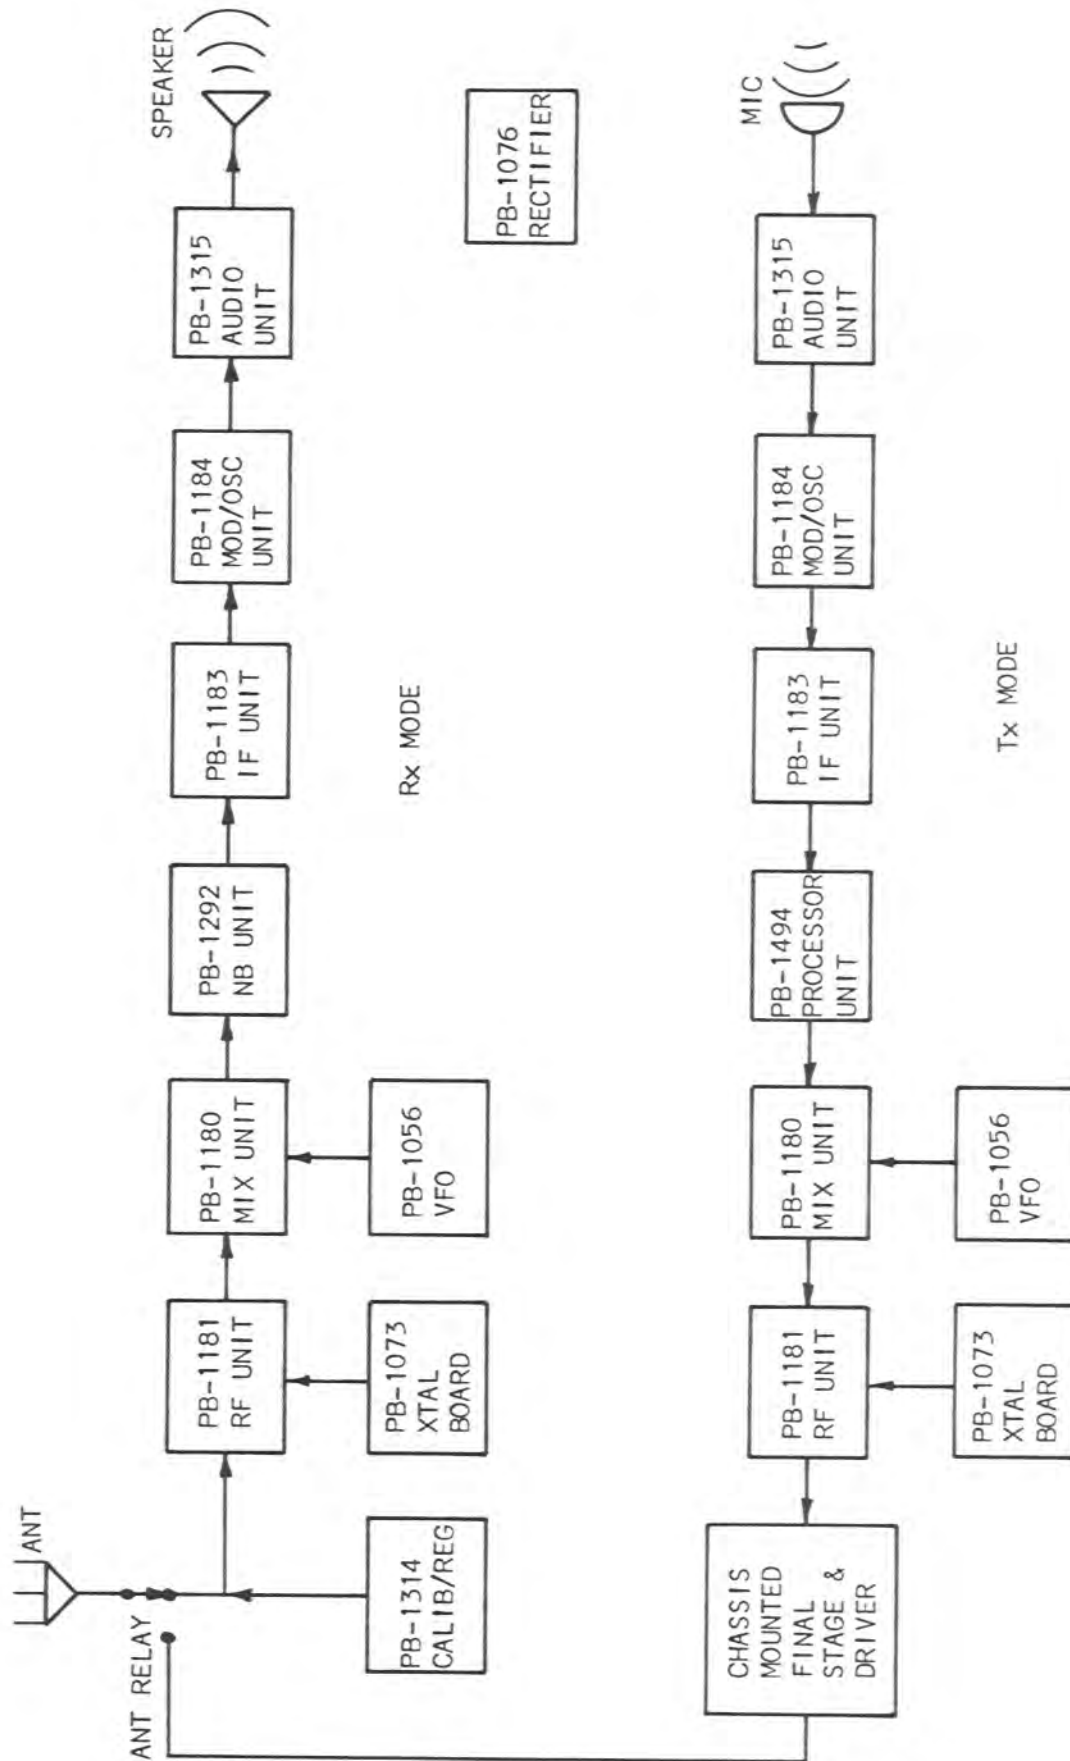 ANT
ANT RELAY
PB-1314
CALIB/REG
PB-1181
RF UNIT
PB-1073
XTAL
BOARD
PB-1180
MIX UNIT
PB-1056
VFO
PB-1292
NB UNIT
PB-1183
IF UNIT
PB-1184
MOD/OSC
UNIT
PB-1315
AUDIO
UNIT
SPEAKER
Rx MODE
PB-1076
RECTIFIER
CHASSIS
MOUNTED
FINAL
STAGE &
DRIVER
PB-1181
RF UNIT
PB-1073
XTAL
BOARD
PB-1180
MIX UNIT
PB-1056
VFO
PB-1494
PROCESSOR
UNIT
PB-1183
IF UNIT
PB-1184
MOD/OSC
UNIT
PB-1315
AUDIO
UNIT
MIC
Tx MODE